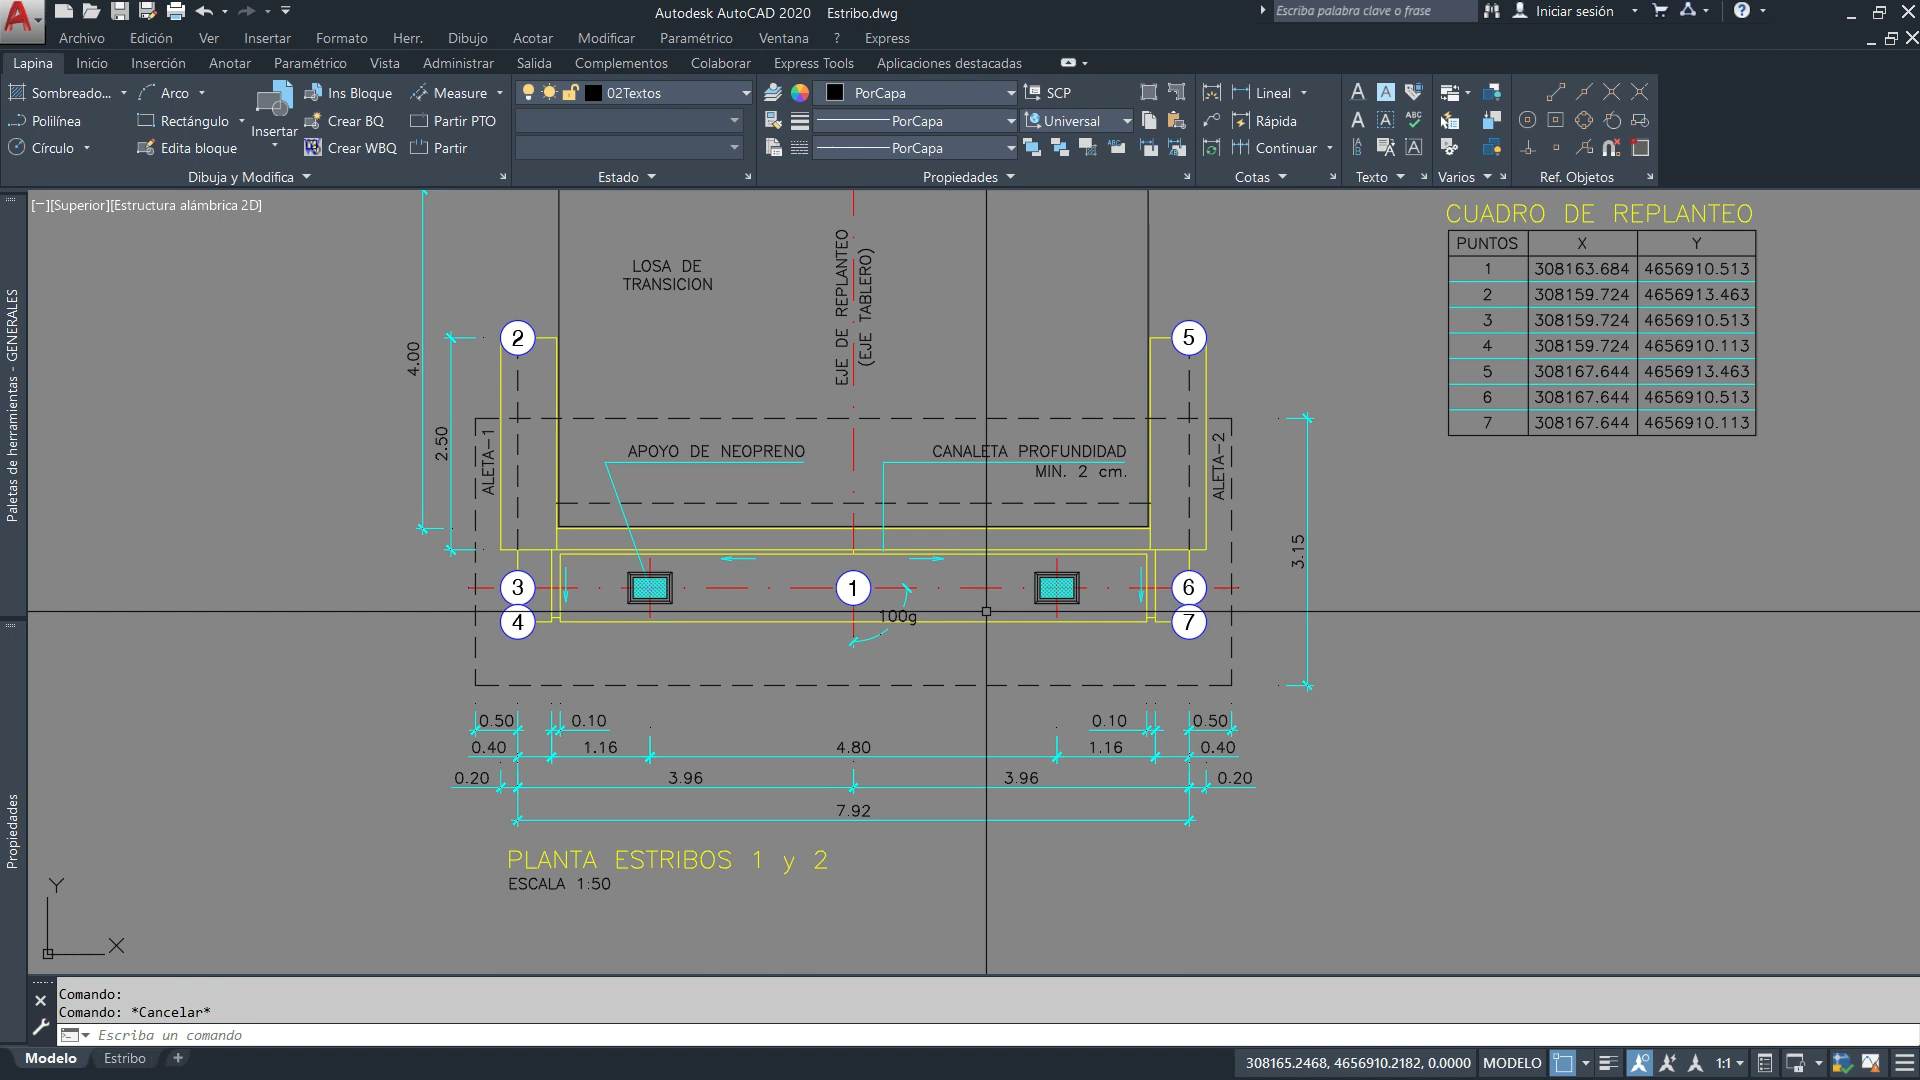 Autodesk AutoCAD 2020 Estribo.dwg
Escriba palabra clave o frase
Iniciar sesión
Archivo Edición Ver Insertar Formato Herr. Dibujo Acotar Modificar Paramétrico Ventana ? Express
Lapina Inicio Inserción Anotar Paramétrico Vista Administrar Salida Complementos Colaborar Express Tools Aplicaciones destacadas
Sombreado... Arco Ins Bloque Measure 02Textos PorCapa SCP Lineal
Polilínea Rectángulo Insertar Crear BQ Partir PTO PorCapa Universal Rápida
Círculo Edita bloque Crear WBQ Partir PorCapa Continuar
Dibuja y Modifica Estado Propiedades Cotas Texto Varios Ref. Objetos
[−][Superior][Estructura alámbrica 2D]
Paletas de herramientas - GENERALES
Propiedades
LOSA DE
TRANSICION
EJE DE REPLANTEO
(EJE TABLERO)
4.00
2.50
2
5
ALETA-1
ALETA-2
APOYO DE NEOPRENO
CANALETA PROFUNDIDAD
MIN. 2 cm.
3.15
3
1
6
4
100g
7
0.50 0.10 0.10 0.50
0.40 1.16 4.80 1.16 0.40
0.20 3.96 3.96 0.20
7.92
PLANTA ESTRIBOS 1 y 2
ESCALA 1:50
CUADRO DE REPLANTEO
PUNTOS X Y
1 308163.684 4656910.513
2 308159.724 4656913.463
3 308159.724 4656910.513
4 308159.724 4656910.113
5 308167.644 4656913.463
6 308167.644 4656910.513
7 308167.644 4656910.113
Y
X
Comando:
Comando: *Cancelar*
Escriba un comando
Modelo Estribo +
308165.2468, 4656910.2182, 0.0000 MODELO 1:1